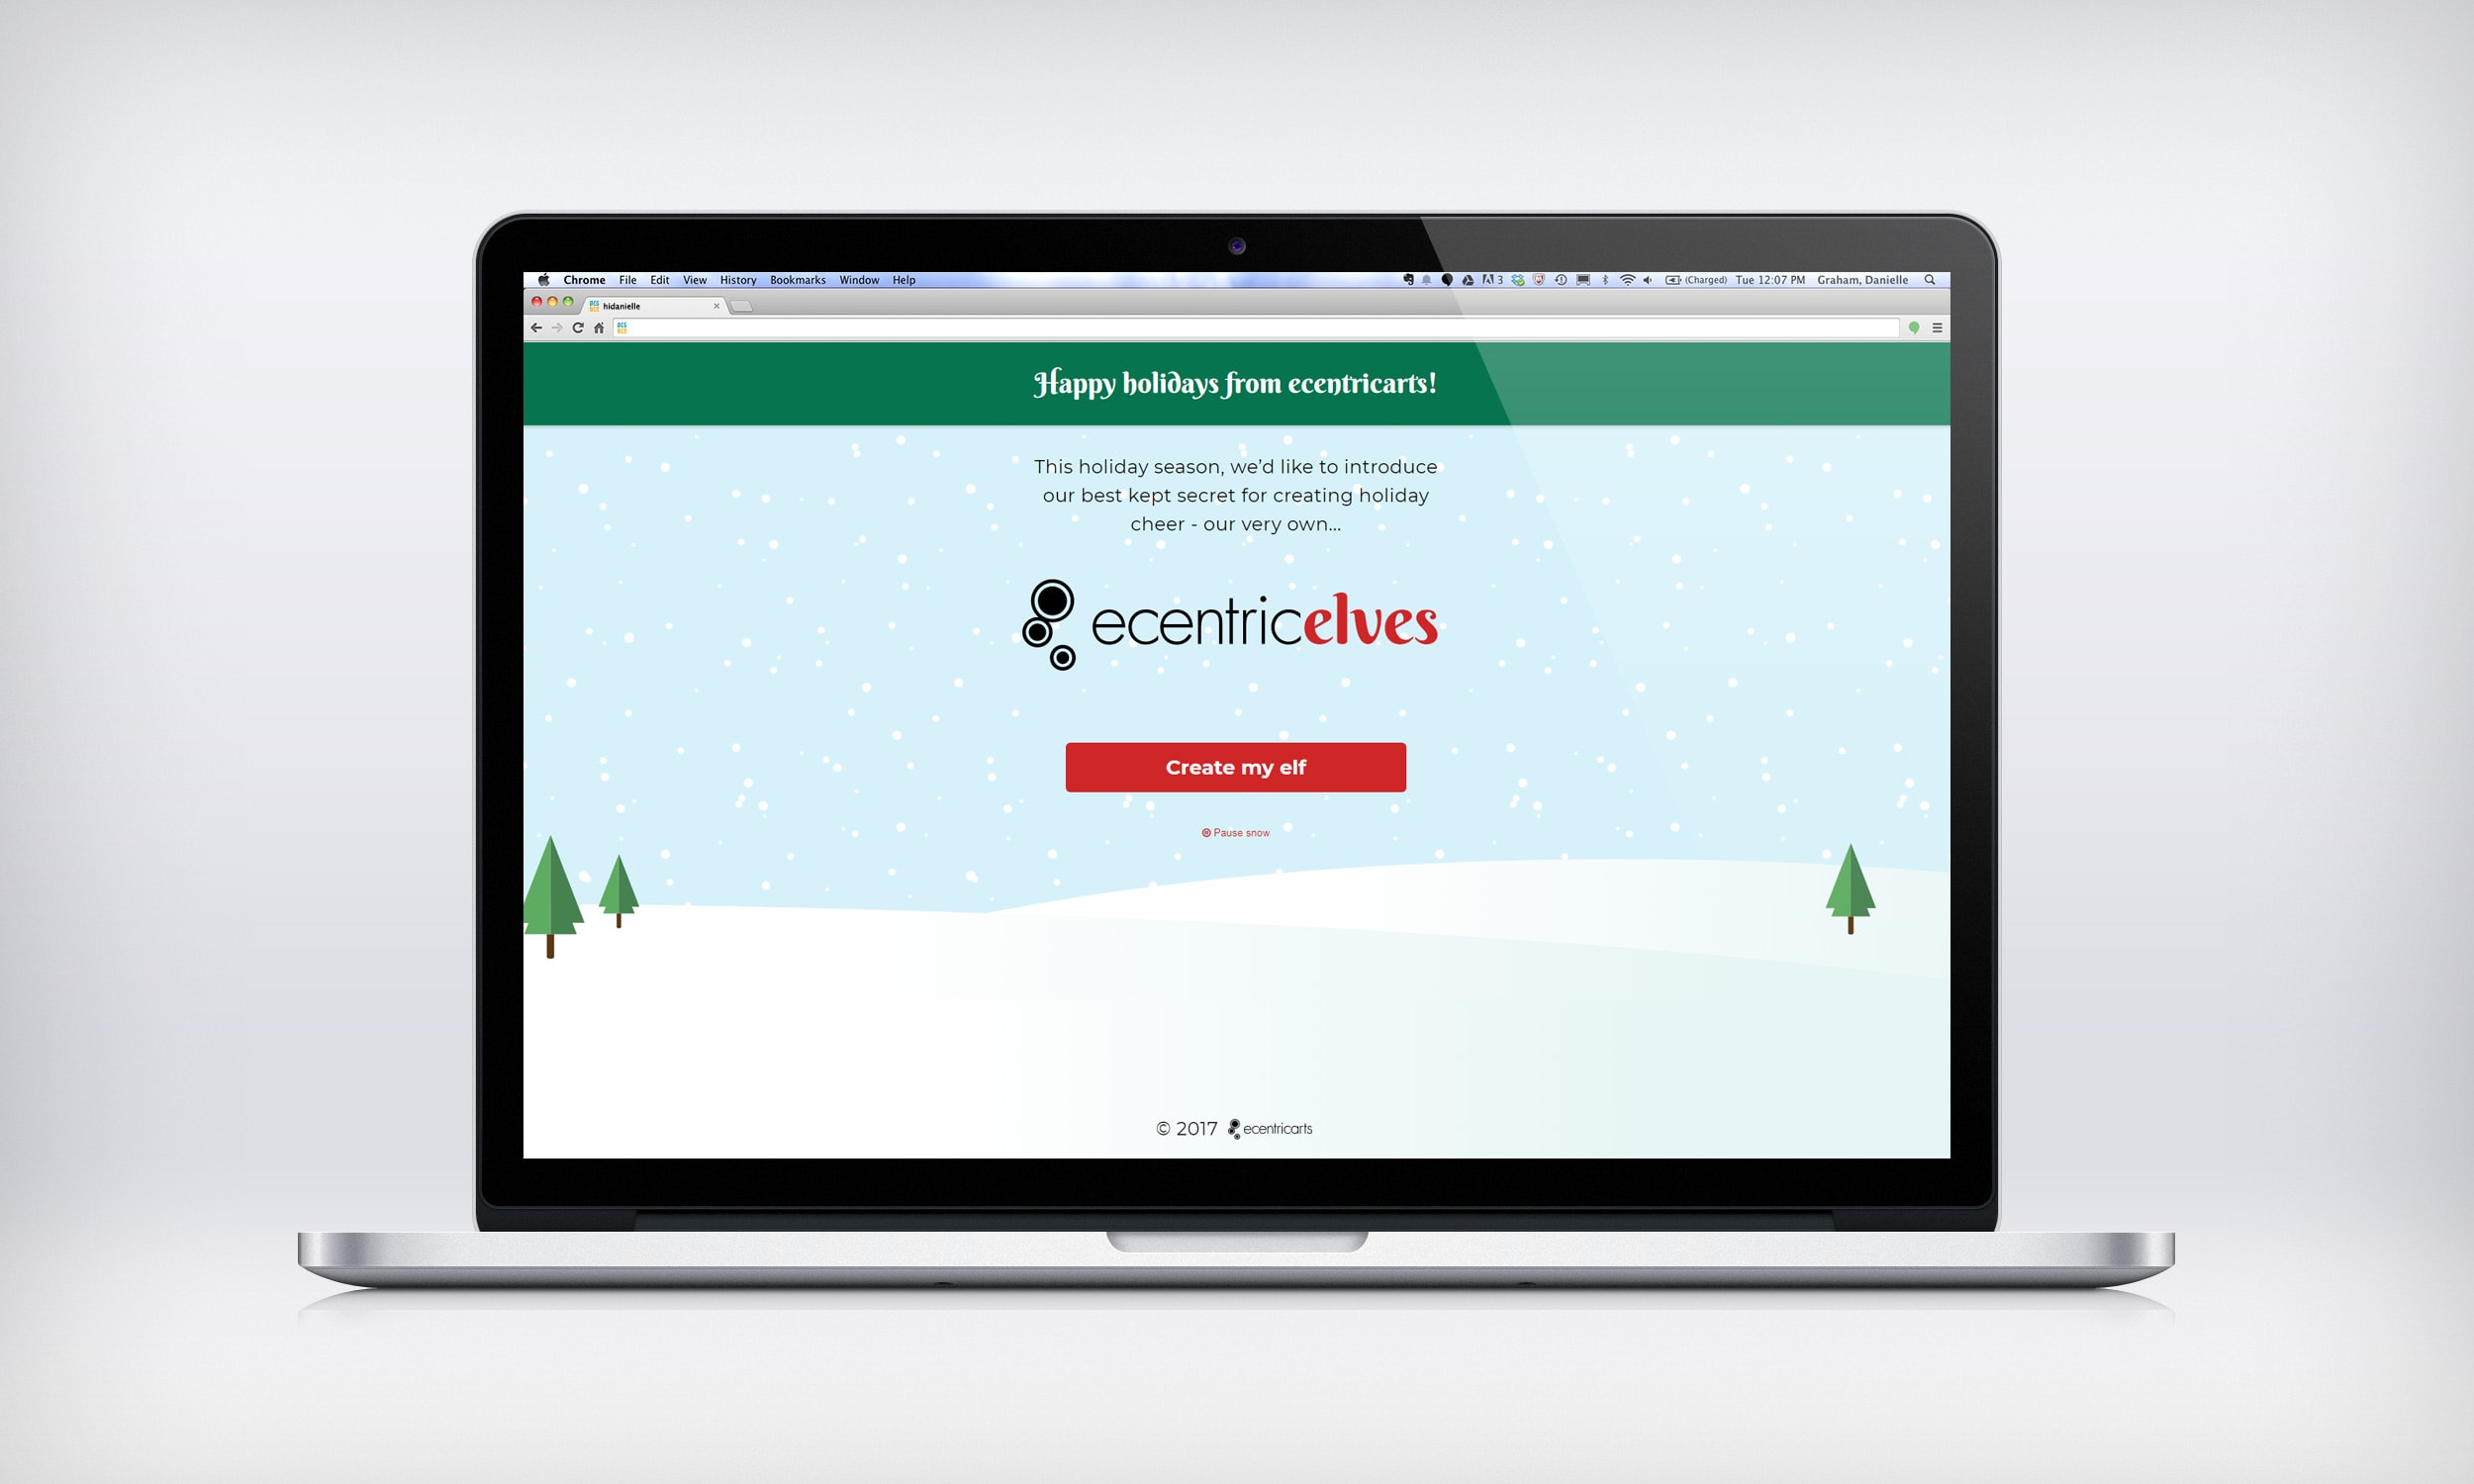 Chrome File Edit View History Bookmarks Window Help 3 (Charged) Tue 12:07 PM Graham, Danielle
hidanielle
Happy holidays from ecentricarts!
This holiday season, we'd like to introduce
our best kept secret for creating holiday
cheer - our very own...
ecentricelves
Create my elf
Pause snow
© 2017 ecentricarts